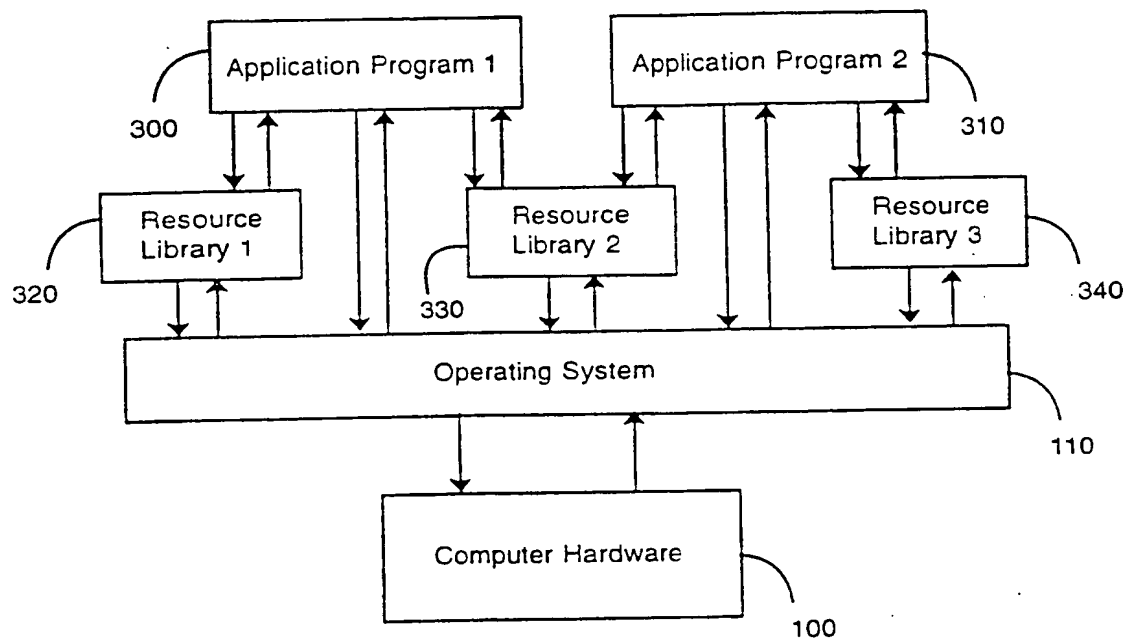 Application Program 1
Application Program 2
300
310
Resource
Library 1
Resource
Library 2
Resource
Library 3
320
330
340
Operating System
110
Computer Hardware
100